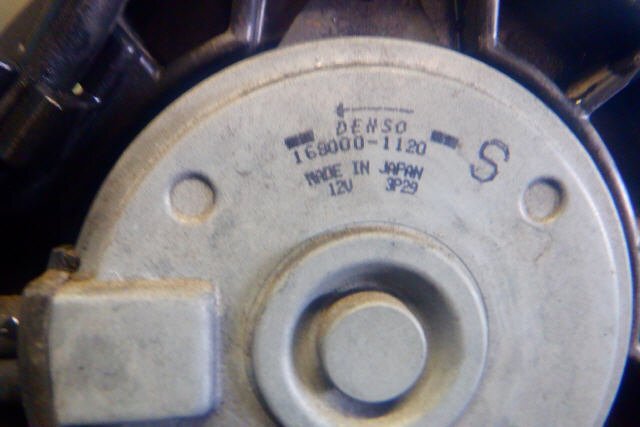 DENSO
168000-1120
S
MADE IN JAPAN
12V 3P29